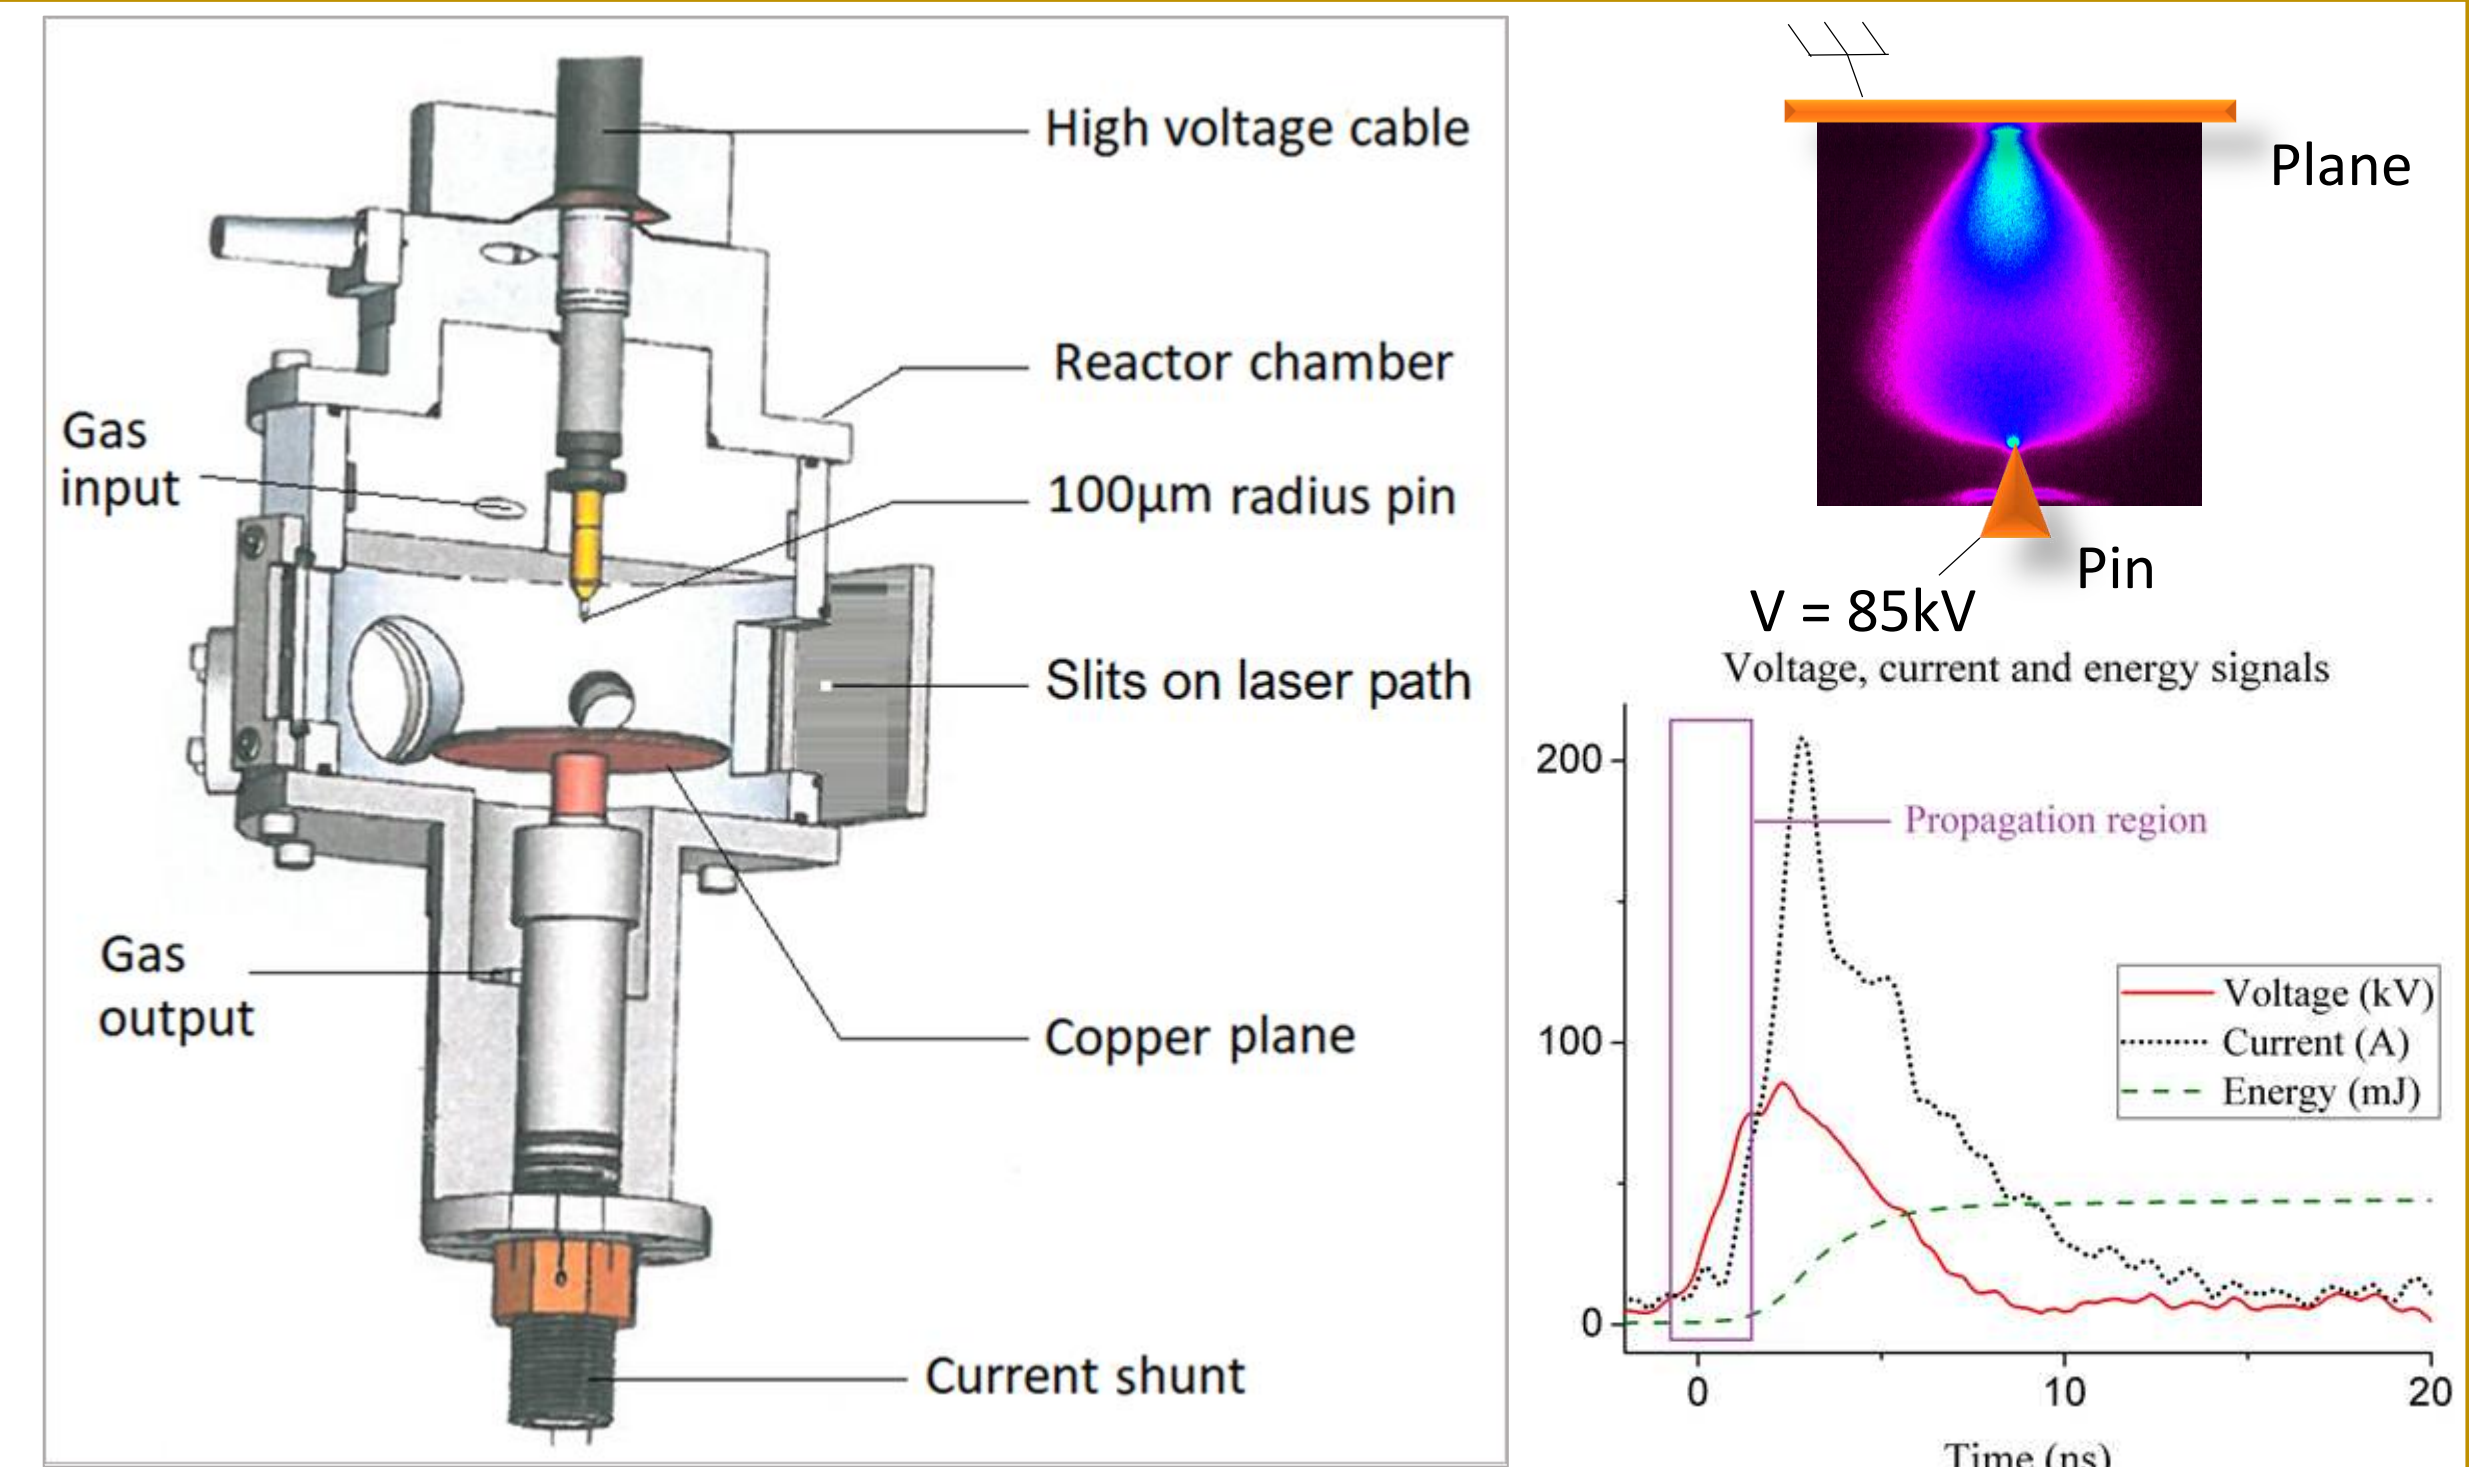 High voltage cable
Reactor chamber
Gas
input
100μm radius pin
Slits on laser path
Gas
output
Copper plane
Current shunt
Plane
Pin
V = 85kV
Voltage, current and energy signals
200
Propagation region
100
Voltage (kV)
Current (A)
Energy (mJ)
0
0
10
20
Time (ns)